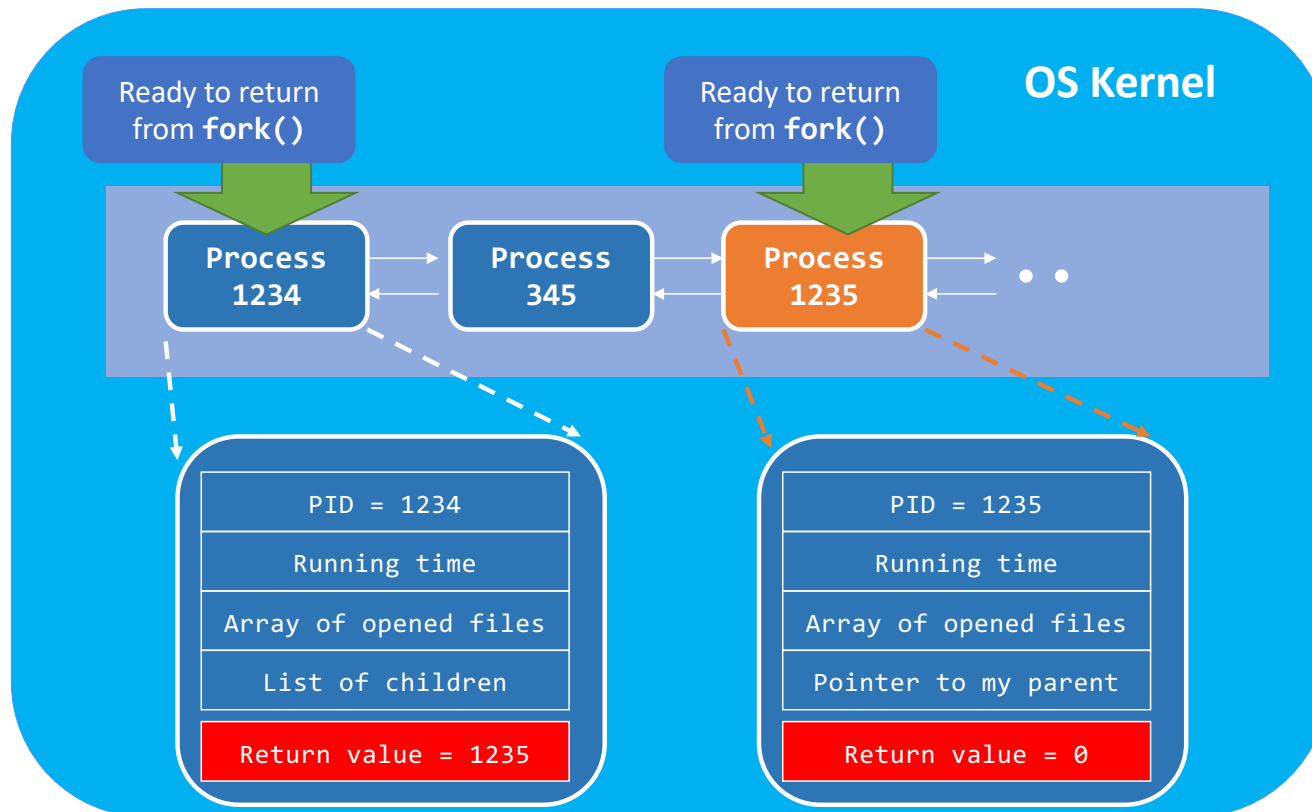 Ready to return
from fork()
Ready to return
from fork()
OS Kernel
Process
1234
Process
345
Process
1235
PID = 1234
Running time
Array of opened files
List of children
Return value = 1235
PID = 1235
Running time
Array of opened files
Pointer to my parent
Return value = 0